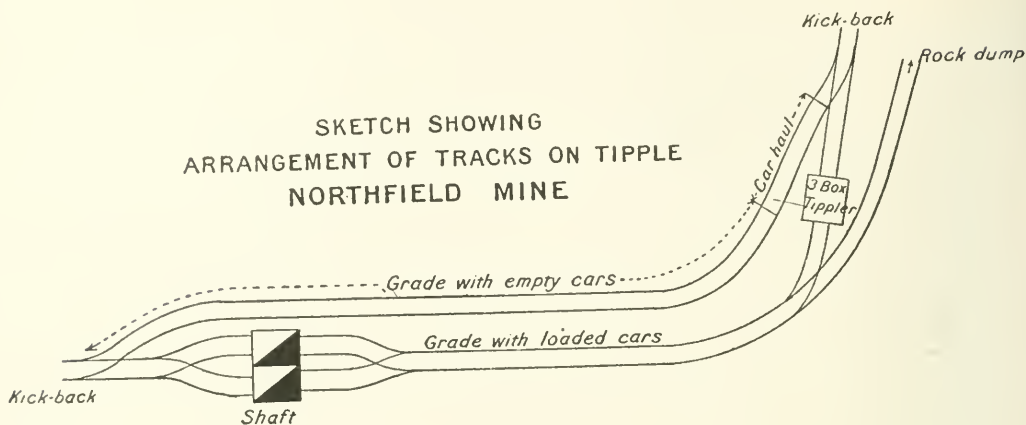 Kick-back
Rock dump
SKETCH SHOWING
ARRANGEMENT OF TRACKS ON TIPPLE
NORTHFIELD MINE
Car haul
3 Box
Tippler
Grade with empty cars
Grade with loaded cars
Kick-back
Shaft